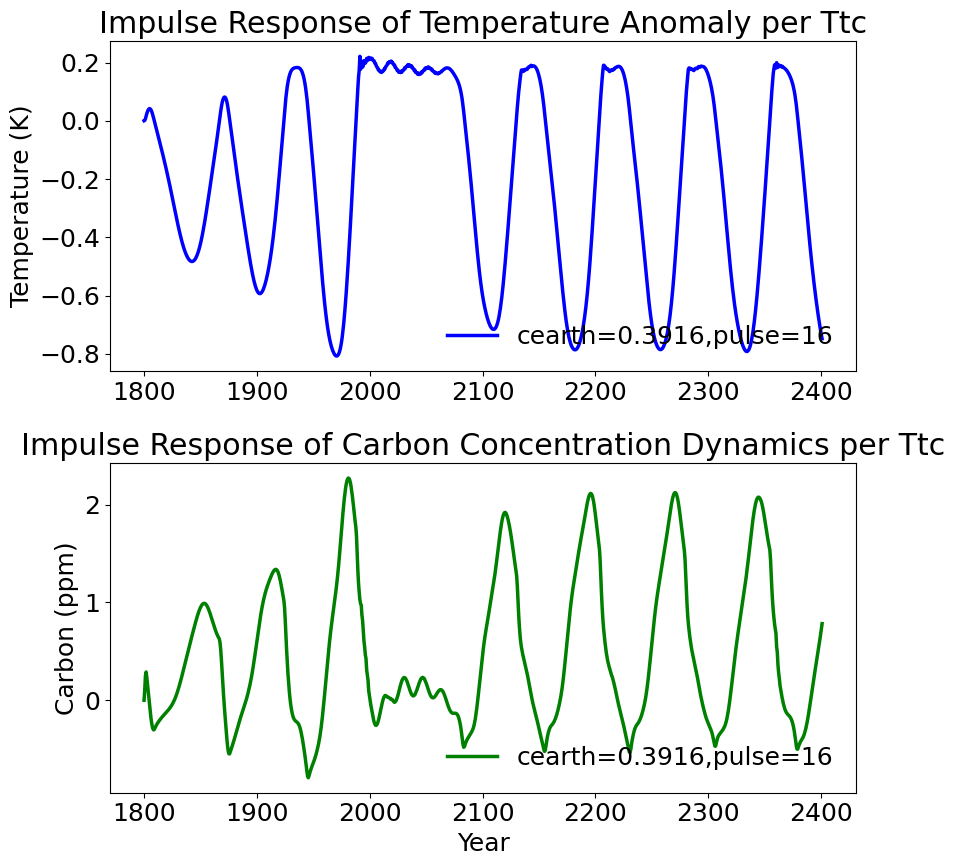 Impulse Response of Temperature Anomaly per Ttc
Temperature (K)
0.2
0.0
−0.2
−0.4
−0.6
−0.8
cearth=0.3916,pulse=16
1800 1900 2000 2100 2200 2300 2400
Impulse Response of Carbon Concentration Dynamics per Ttc
Carbon (ppm)
2
1
0
cearth=0.3916,pulse=16
1800 1900 2000 2100 2200 2300 2400
Year